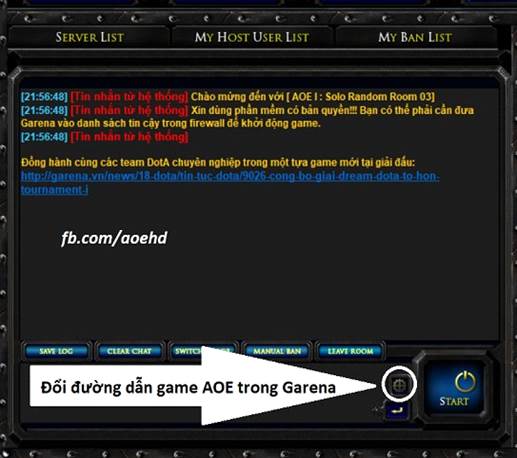 SERVER LIST
MY HOST USER LIST
MY BAN LIST
[21:56:48] [Tin nhắn từ hệ thống] Chào mừng đến với [ AOE I : Solo Random Room 03]
[21:56:48] [Tin nhắn từ hệ thống] Xin dùng phần mềm có bản quyền!!! Bạn có thể phải cần đưa
Garena vào danh sách tin cậy trong firewall để khởi động game.
[21:56:48] [Tin nhắn từ hệ thống]
Đồng hành cùng các team DotA chuyên nghiệp trong một tựa game mới tại giải đấu:
http://garena.vn/news/18-dota/tin-tuc-dota/9026-cong-bo-giai-dream-dota-to-hon-
tournament-i
fb.com/aoehd
SAVE LOG
CLEAR CHAT
MANUAL BAN
LEAVE ROOM
Đổi đường dẫn game AOE trong Garena
START